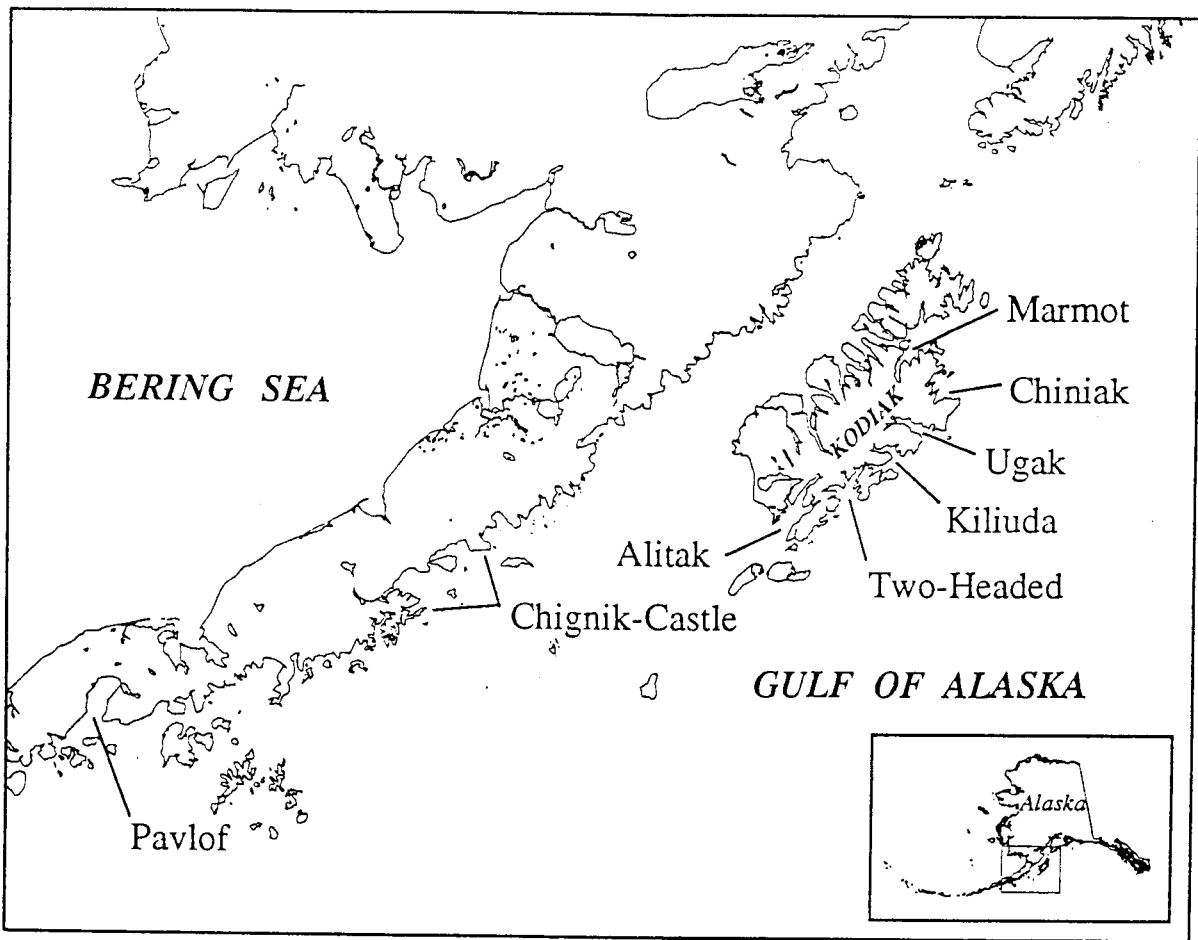 Marmot
BERING SEA
Chiniak
KODIAK
Ugak
Kiliuda
Alitak
Two-Headed
Chignik-Castle
GULF OF ALASKA
Alaska
Pavlof